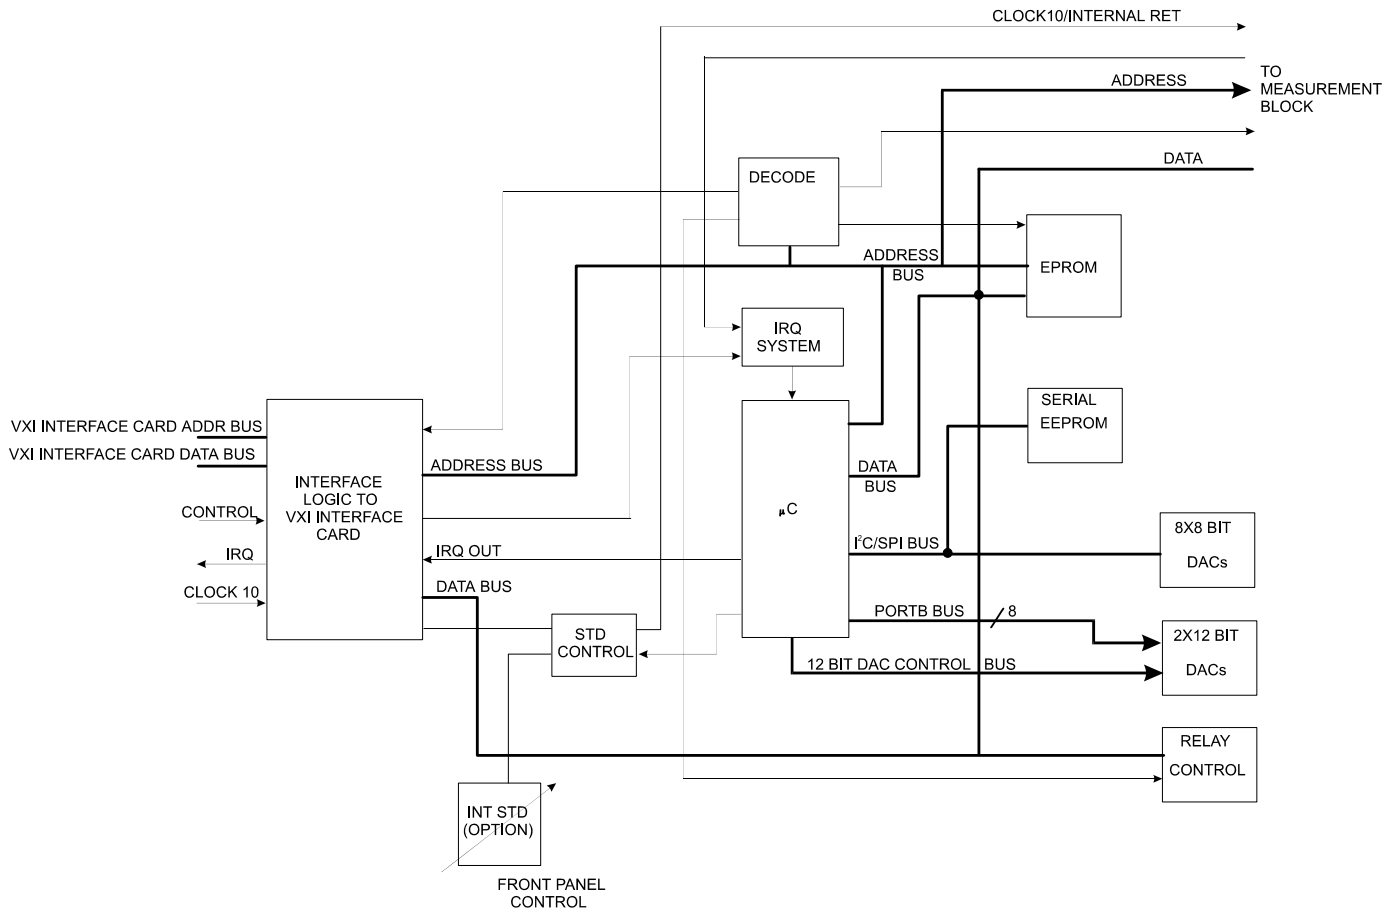 CLOCK10/INTERNAL RET
ADDRESS
TO
MEASUREMENT
BLOCK
DATA
DECODE
ADDRESS
BUS
EPROM
IRQ
SYSTEM
SERIAL
EEPROM
VXI INTERFACE CARD ADDR BUS
VXI INTERFACE CARD DATA BUS
CONTROL
IRQ
CLOCK 10
INTERFACE
LOGIC TO
VXI INTERFACE
CARD
ADDRESS BUS
IRQ OUT
DATA BUS
DATA
BUS
μC
I²C/SPI BUS
8X8 BIT
DACs
PORTB BUS
8
2X12 BIT
DACs
12 BIT DAC CONTROL BUS
STD
CONTROL
RELAY
CONTROL
INT STD
(OPTION)
FRONT PANEL
CONTROL